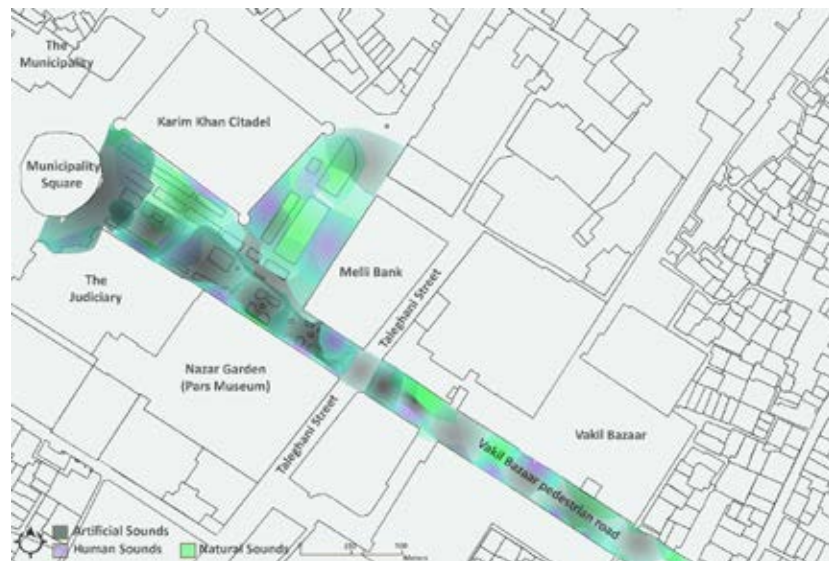 The
Municipality
Karim Khan Citadel
Municipality
Square
The
Judiciary
Melli Bank
Taleghani Street
Nazar Garden
(Pars Museum)
Taleghani Street
Vakil Bazaar
Vakil Bazaar pedestrian road
Artificial Sounds
Human Sounds
Natural Sounds
Meters